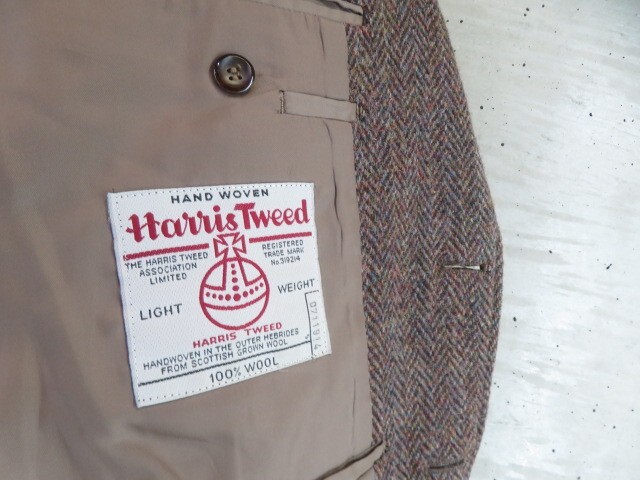 HAND WOVEN
Harris Tweed
THE HARRIS TWEED
ASSOCIATION
LIMITED
REGISTERED
TRADE MARK
No 319214
LIGHT WEIGHT
HARRIS TWEED
HANDWOVEN IN THE OUTER HEBRIDES
FROM SCOTTISH GROWN WOOL
100% WOOL
0711914